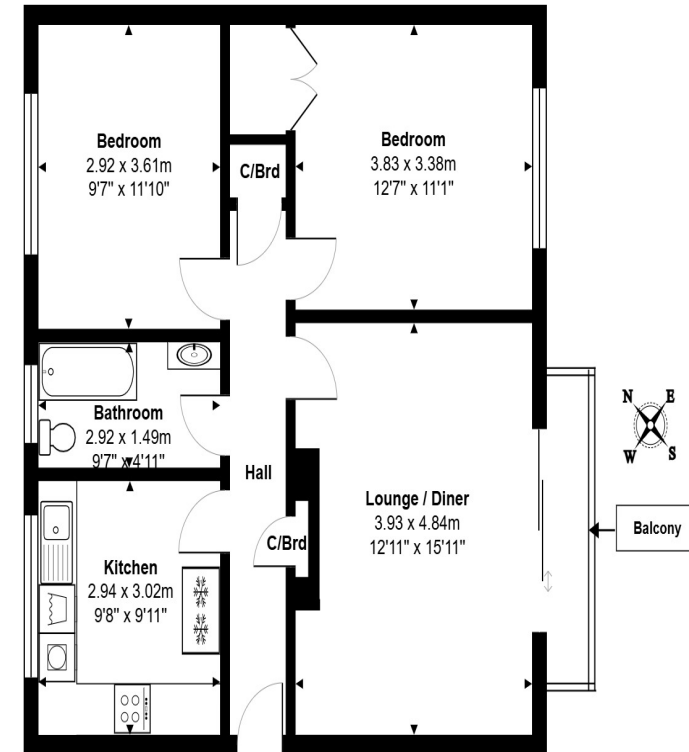 Bedroom
2.92 x 3.61m
9'7" x 11'10"
C/Brd
Bedroom
3.83 x 3.38m
12'7" x 11'1"
Bathroom
2.92 x 1.49m
9'7" x 4'11"
Hall
Lounge / Diner
3.93 x 4.84m
12'11" x 15'11"
C/Brd
Kitchen
2.94 x 3.02m
9'8" x 9'11"
N E
W S
Balcony